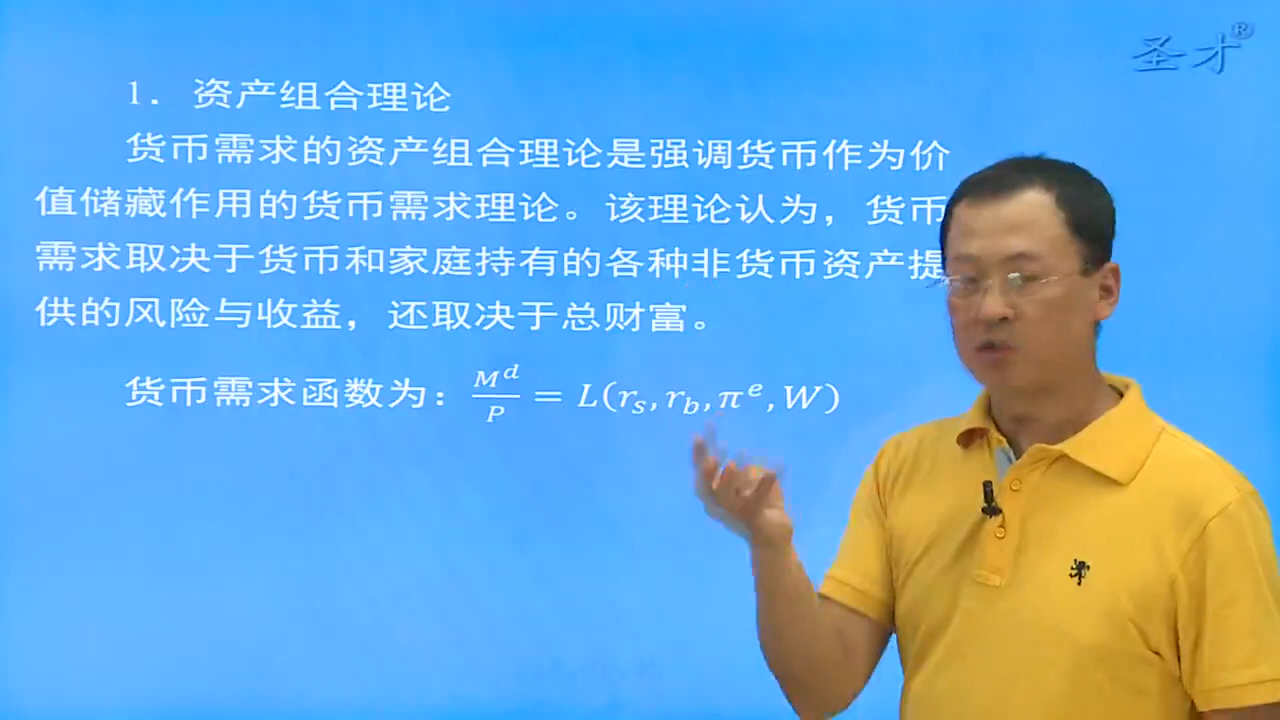 圣才®
1. 资产组合理论
货币需求的资产组合理论是强调货币作为价
值储藏作用的货币需求理论。该理论认为，货币
需求取决于货币和家庭持有的各种非货币资产提
供的风险与收益，还取决于总财富。
货币需求函数为：$\frac{M^d}{P} = L(r_s, r_b, \pi^e, W)$